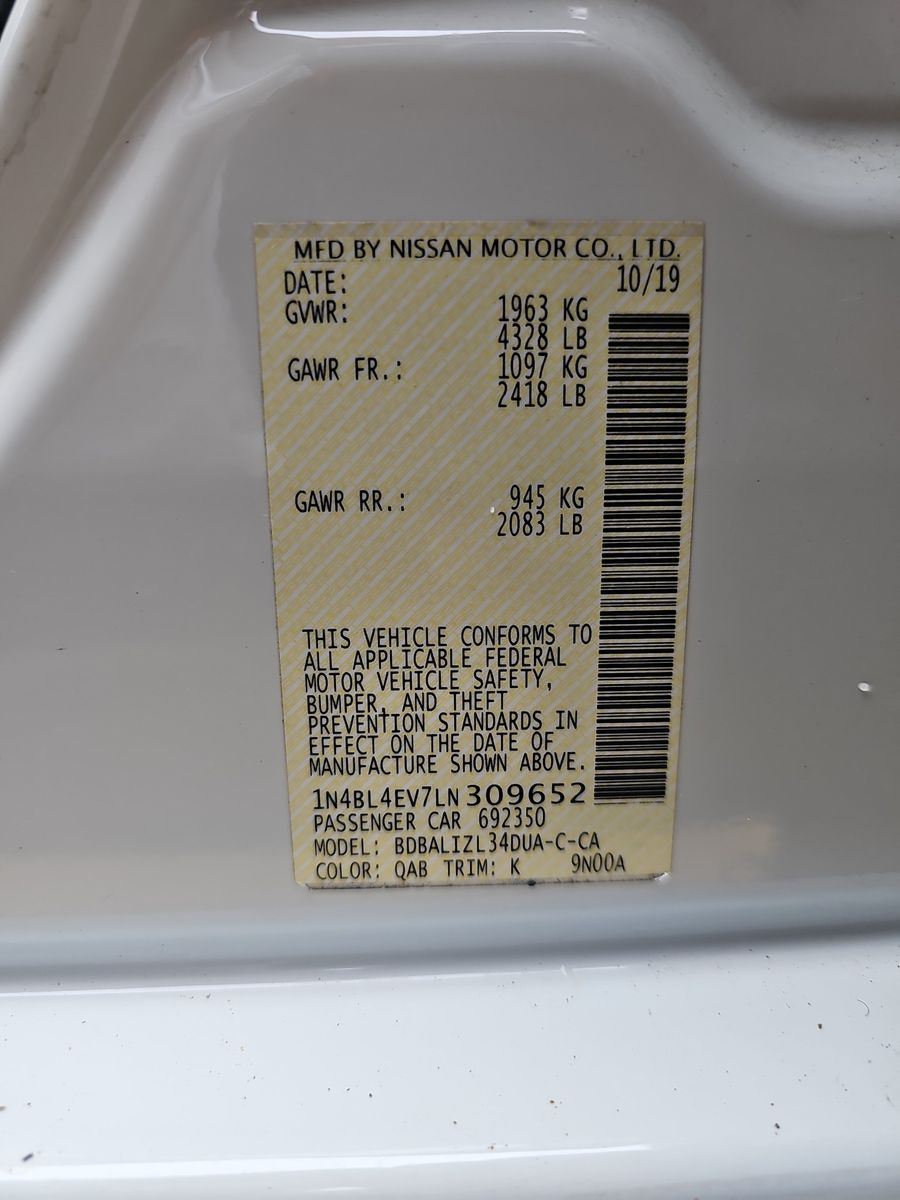 MFD BY NISSAN MOTOR CO., LTD.
DATE: 10/19
GVWR: 1963 KG
4328 LB
GAWR FR.: 1097 KG
2418 LB
GAWR RR.: 945 KG
2083 LB
THIS VEHICLE CONFORMS TO
ALL APPLICABLE FEDERAL
MOTOR VEHICLE SAFETY,
BUMPER, AND THEFT
PREVENTION STANDARDS IN
EFFECT ON THE DATE OF
MANUFACTURE SHOWN ABOVE.
1N4BL4EV7LN309652
PASSENGER CAR 692350
MODEL: BDBALIZL34DUA-C-CA
COLOR: QAB TRIM: K 9N00A